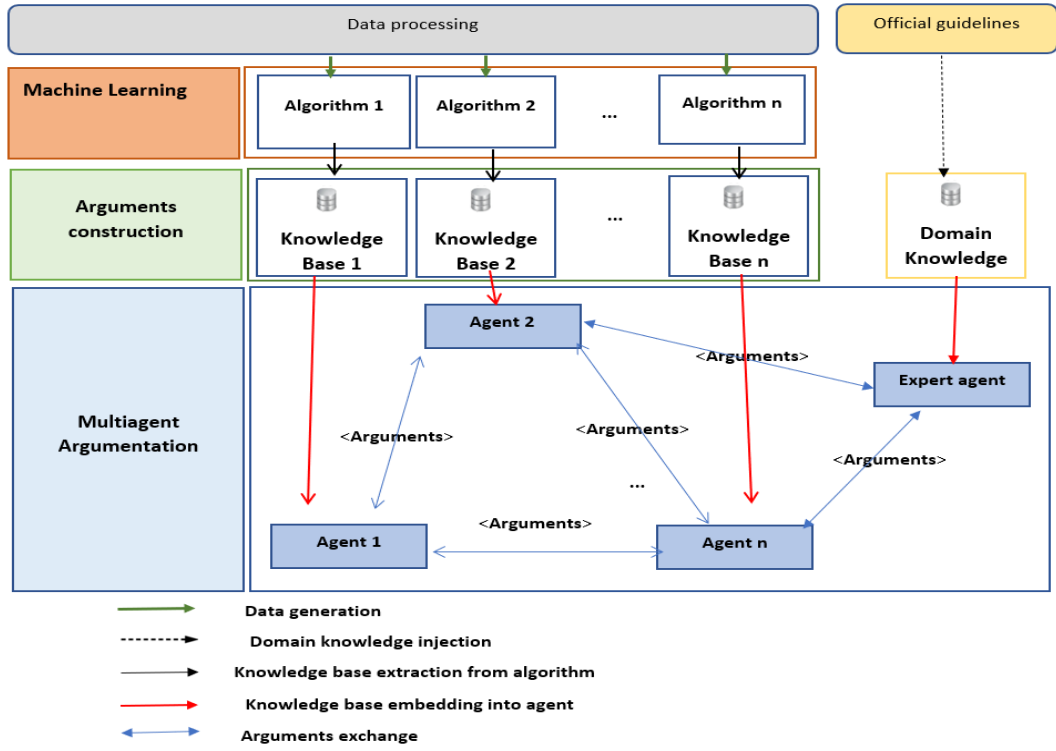 Data processing
Official guidelines
Machine Learning
Algorithm 1
Algorithm 2
...
Algorithm n
Arguments
construction
Knowledge
Base 1
Knowledge
Base 2
...
Knowledge
Base n
Domain
Knowledge
Multiagent
Argumentation
Agent 2
<Arguments>
Expert agent
<Arguments>
<Arguments>
<Arguments>
...
<Arguments>
Agent 1
Agent n
Data generation
Domain knowledge injection
Knowledge base extraction from algorithm
Knowledge base embedding into agent
Arguments exchange